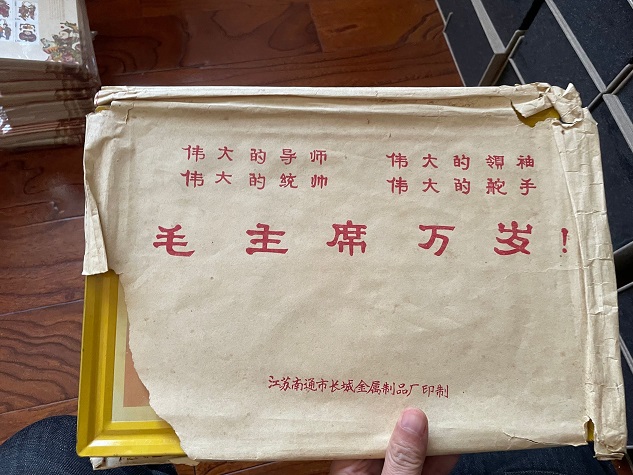 伟大的导师 伟大的領袖
伟大的统帅 伟大的舵手
毛主席万岁!
江苏南通市长城金属制品厂印制